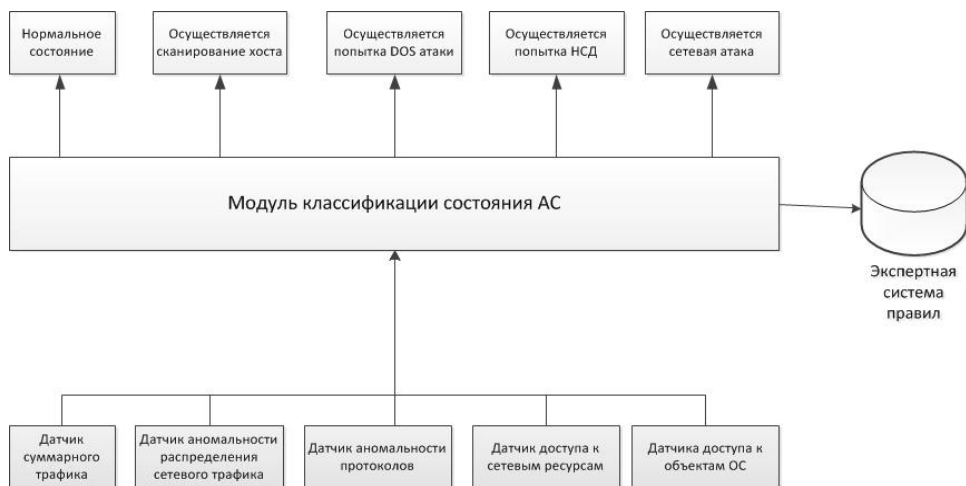 Нормальное
состояние
Осуществляется
сканирование хоста
Осуществляется
попытка DOS атаки
Осуществляется
попытка НСД
Осуществляется
сетевая атака
Модуль классификации состояния АС
Экспертная
система
правил
Датчик
суммарного
трафика
Датчик аномальности
распределения
сетевого трафика
Датчик аномальности
протоколов
Датчик доступа к
сетевым ресурсам
Датчика доступа к
объектам ОС